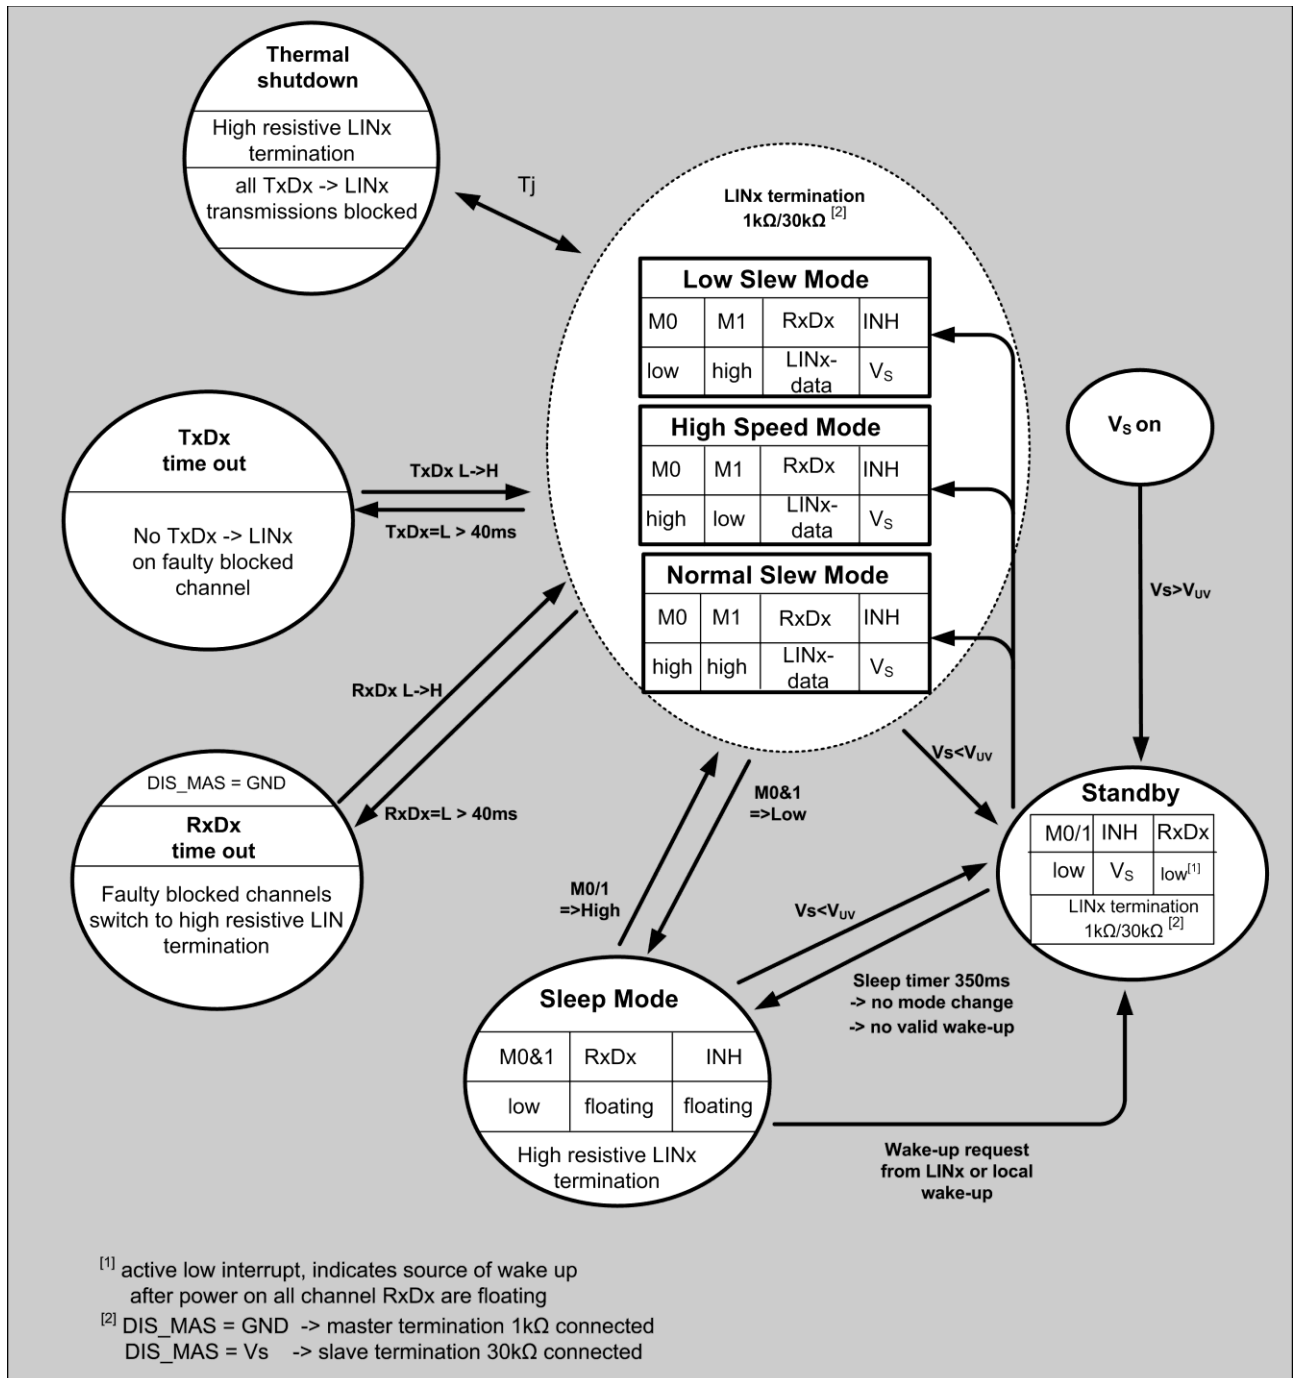 Thermal
shutdown
High resistive LINx
termination
all TxDx -> LINx
transmissions blocked
Tj
LINx termination
1kΩ/30kΩ [2]
Low Slew Mode
M0 M1 RxDx INH
low high LINx-data VS
High Speed Mode
M0 M1 RxDx INH
high low LINx-data VS
Normal Slew Mode
M0 M1 RxDx INH
high high LINx-data VS
VS on
Vs>VUV
TxDx
time out
No TxDx -> LINx
on faulty blocked
channel
TxDx L->H
TxDx=L > 40ms
RxDx L->H
RxDx=L > 40ms
DIS_MAS = GND
RxDx
time out
Faulty blocked channels
switch to high resistive LIN
termination
M0/1
=>High
M0&1
=>Low
Vs<VUV
Vs<VUV
Standby
M0/1 INH RxDx
low VS low[1]
LINx termination
1kΩ/30kΩ [2]
Sleep timer 350ms
-> no mode change
-> no valid wake-up
Sleep Mode
M0&1 RxDx INH
low floating floating
High resistive LINx
termination
Wake-up request
from LINx or local
wake-up
[1] active low interrupt, indicates source of wake up
after power on all channel RxDx are floating
[2] DIS_MAS = GND -> master termination 1kΩ connected
DIS_MAS = Vs -> slave termination 30kΩ connected